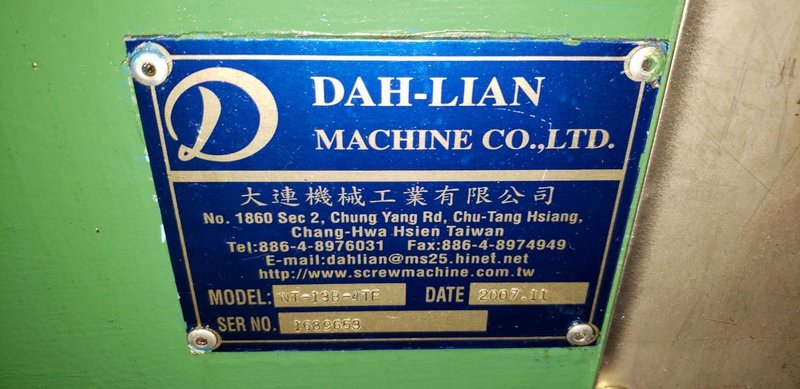 D
DAH-LIAN
MACHINE CO.,LTD.
大連機械工業有限公司
No. 1860 Sec 2, Chung Yang Rd, Chu-Tang Hsiang,
Chang-Hwa Hsien Taiwan
Tel:886-4-8976031 Fax:886-4-8974949
E-mail:dahlian@ms25.hinet.net
http://www.screwmachine.com.tw
MODEL: NT-13B-4TF DATE 2007.11
SER NO. 1689653